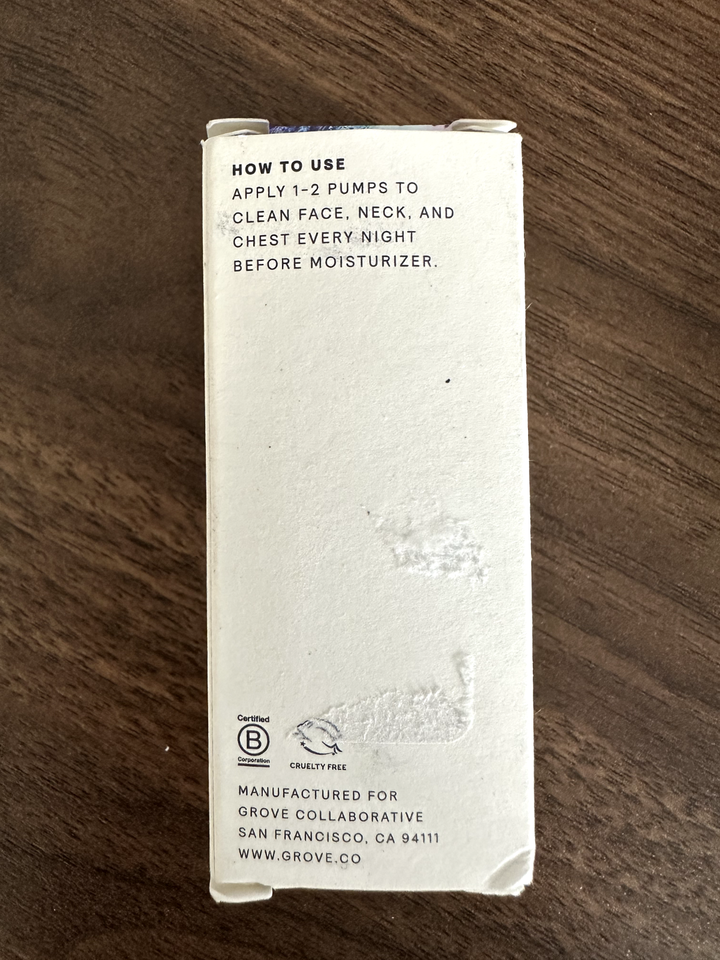 HOW TO USE
APPLY 1-2 PUMPS TO
CLEAN FACE, NECK, AND
CHEST EVERY NIGHT
BEFORE MOISTURIZER.
Certified
B
Corporation
CRUELTY FREE
MANUFACTURED FOR
GROVE COLLABORATIVE
SAN FRANCISCO, CA 94111
WWW.GROVE.CO